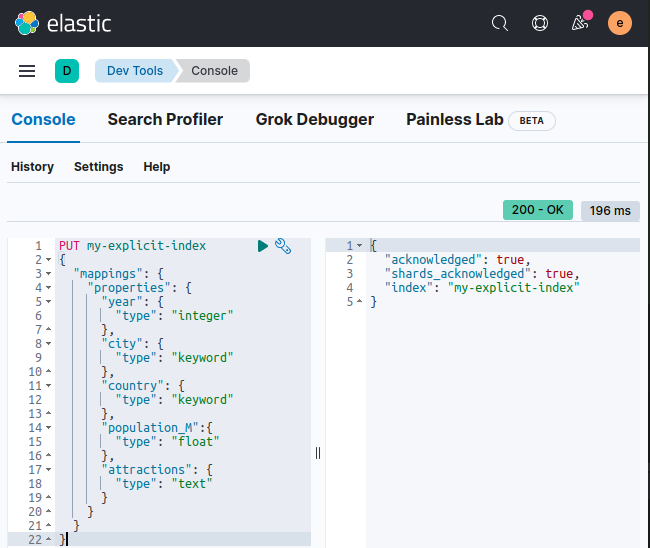 elastic
e
D Dev Tools Console
Console Search Profiler Grok Debugger Painless Lab BETA
History Settings Help
200 - OK 196 ms
1 PUT my-explicit-index
2 {
3 "mappings": {
4 "properties": {
5 "year": {
6 "type": "integer"
7 },
8 "city": {
9 "type": "keyword"
10 },
11 "country": {
12 "type": "keyword"
13 },
14 "population_M":{
15 "type": "float"
16 },
17 "attractions": {
18 "type": "text"
19 }
20 }
21 }
22 }
1 {
2 "acknowledged": true,
3 "shards_acknowledged": true,
4 "index": "my-explicit-index"
5 }